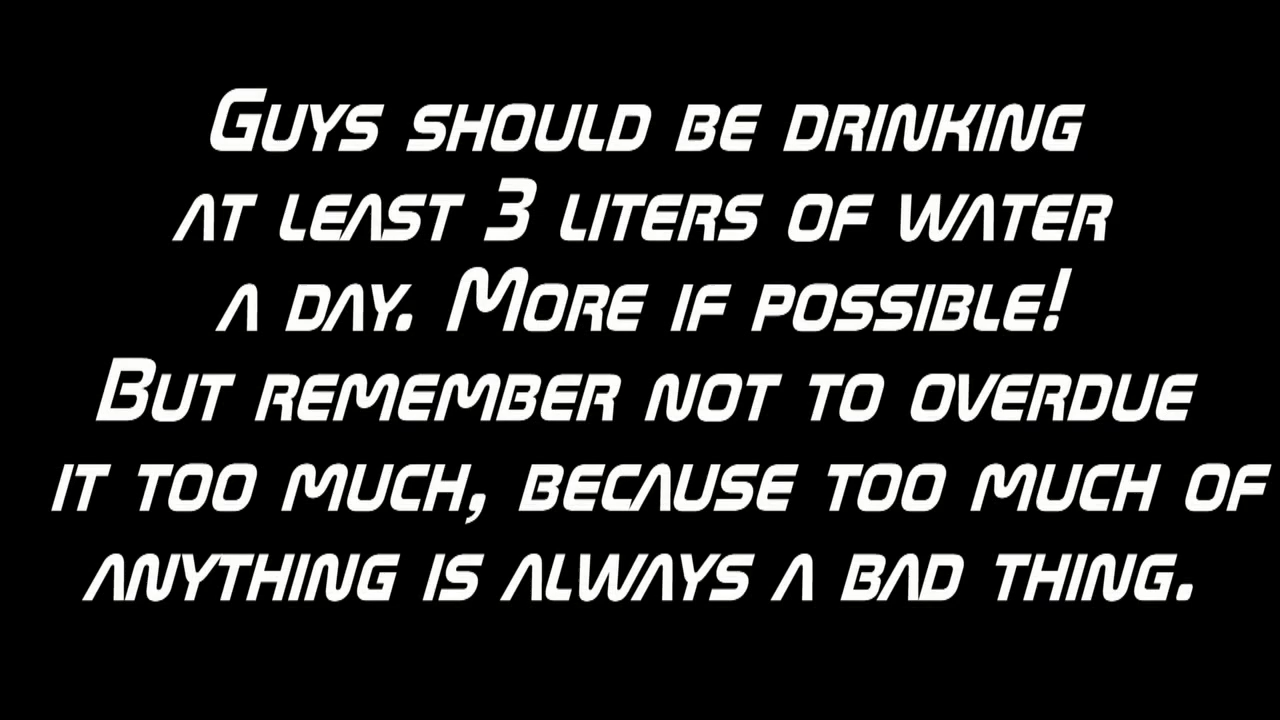 Guys should be drinking
at least 3 liters of water
a day. More if possible!
But remember not to overdue
it too much, because too much of
anything is always a bad thing.